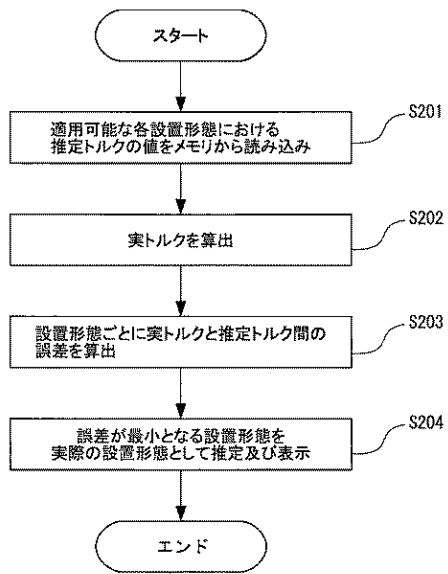 スタート
S201
適用可能な各設置形態における
推定トルクの値をメモリから読み込み
S202
実トルクを算出
S203
設置形態ごとに実トルクと推定トルク間の
誤差を算出
S204
誤差が最小となる設置形態を
実際の設置形態として推定及び表示
エンド